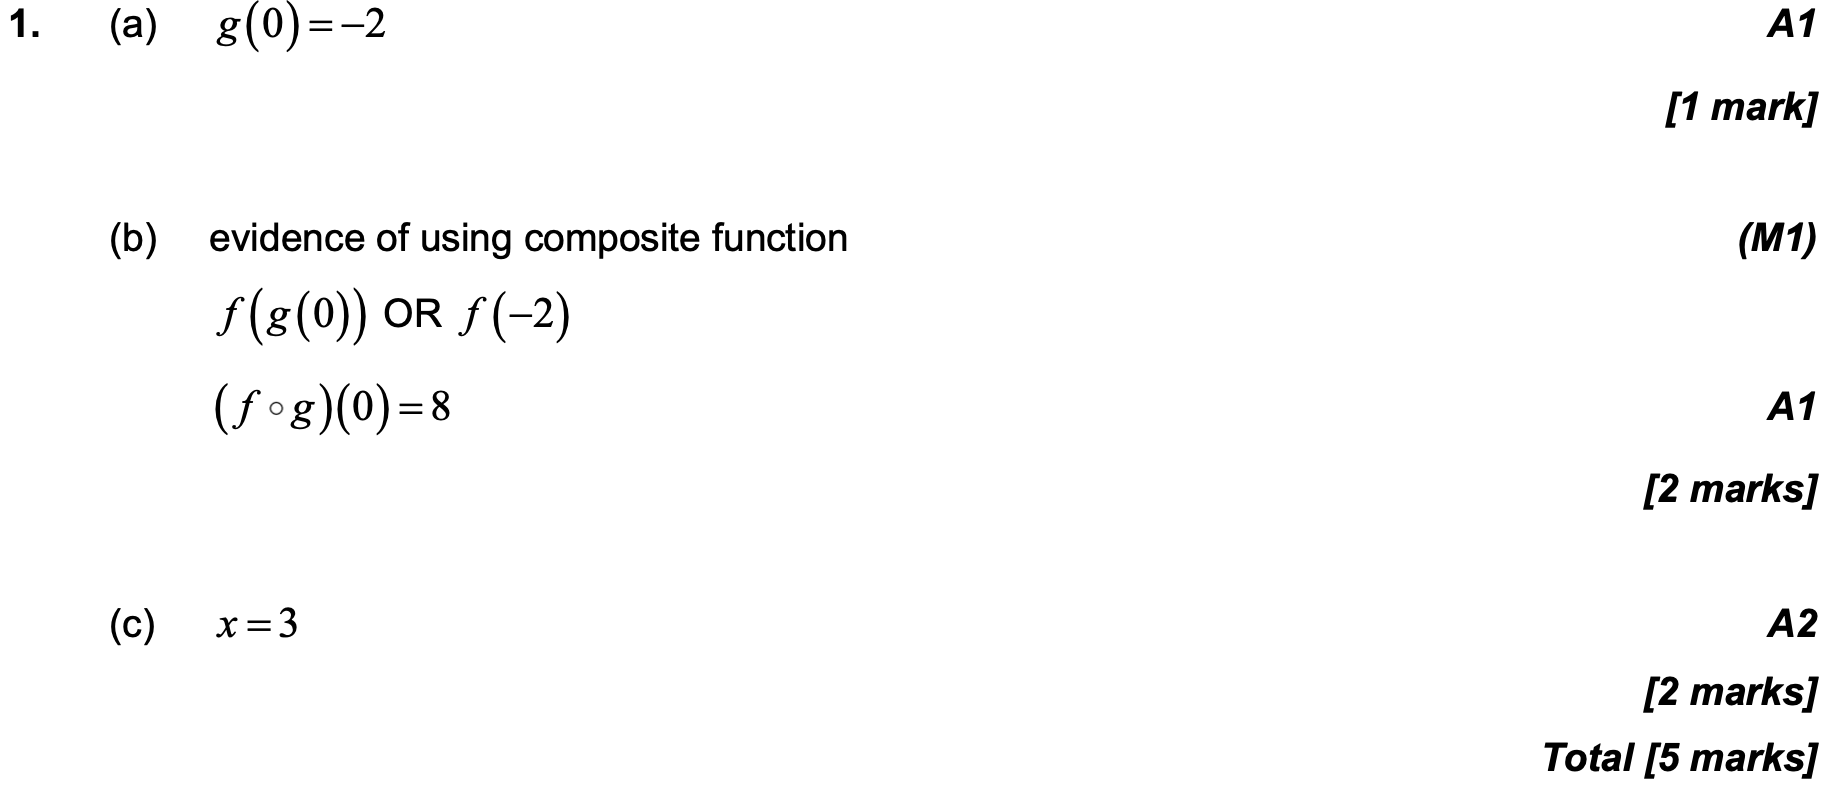 1. (a) g(0)=−2 A1
[1 mark]
(b) evidence of using composite function (M1)
f(g(0)) OR f(−2)
(f∘g)(0)=8 A1
[2 marks]
(c) x=3 A2
[2 marks]
Total [5 marks]